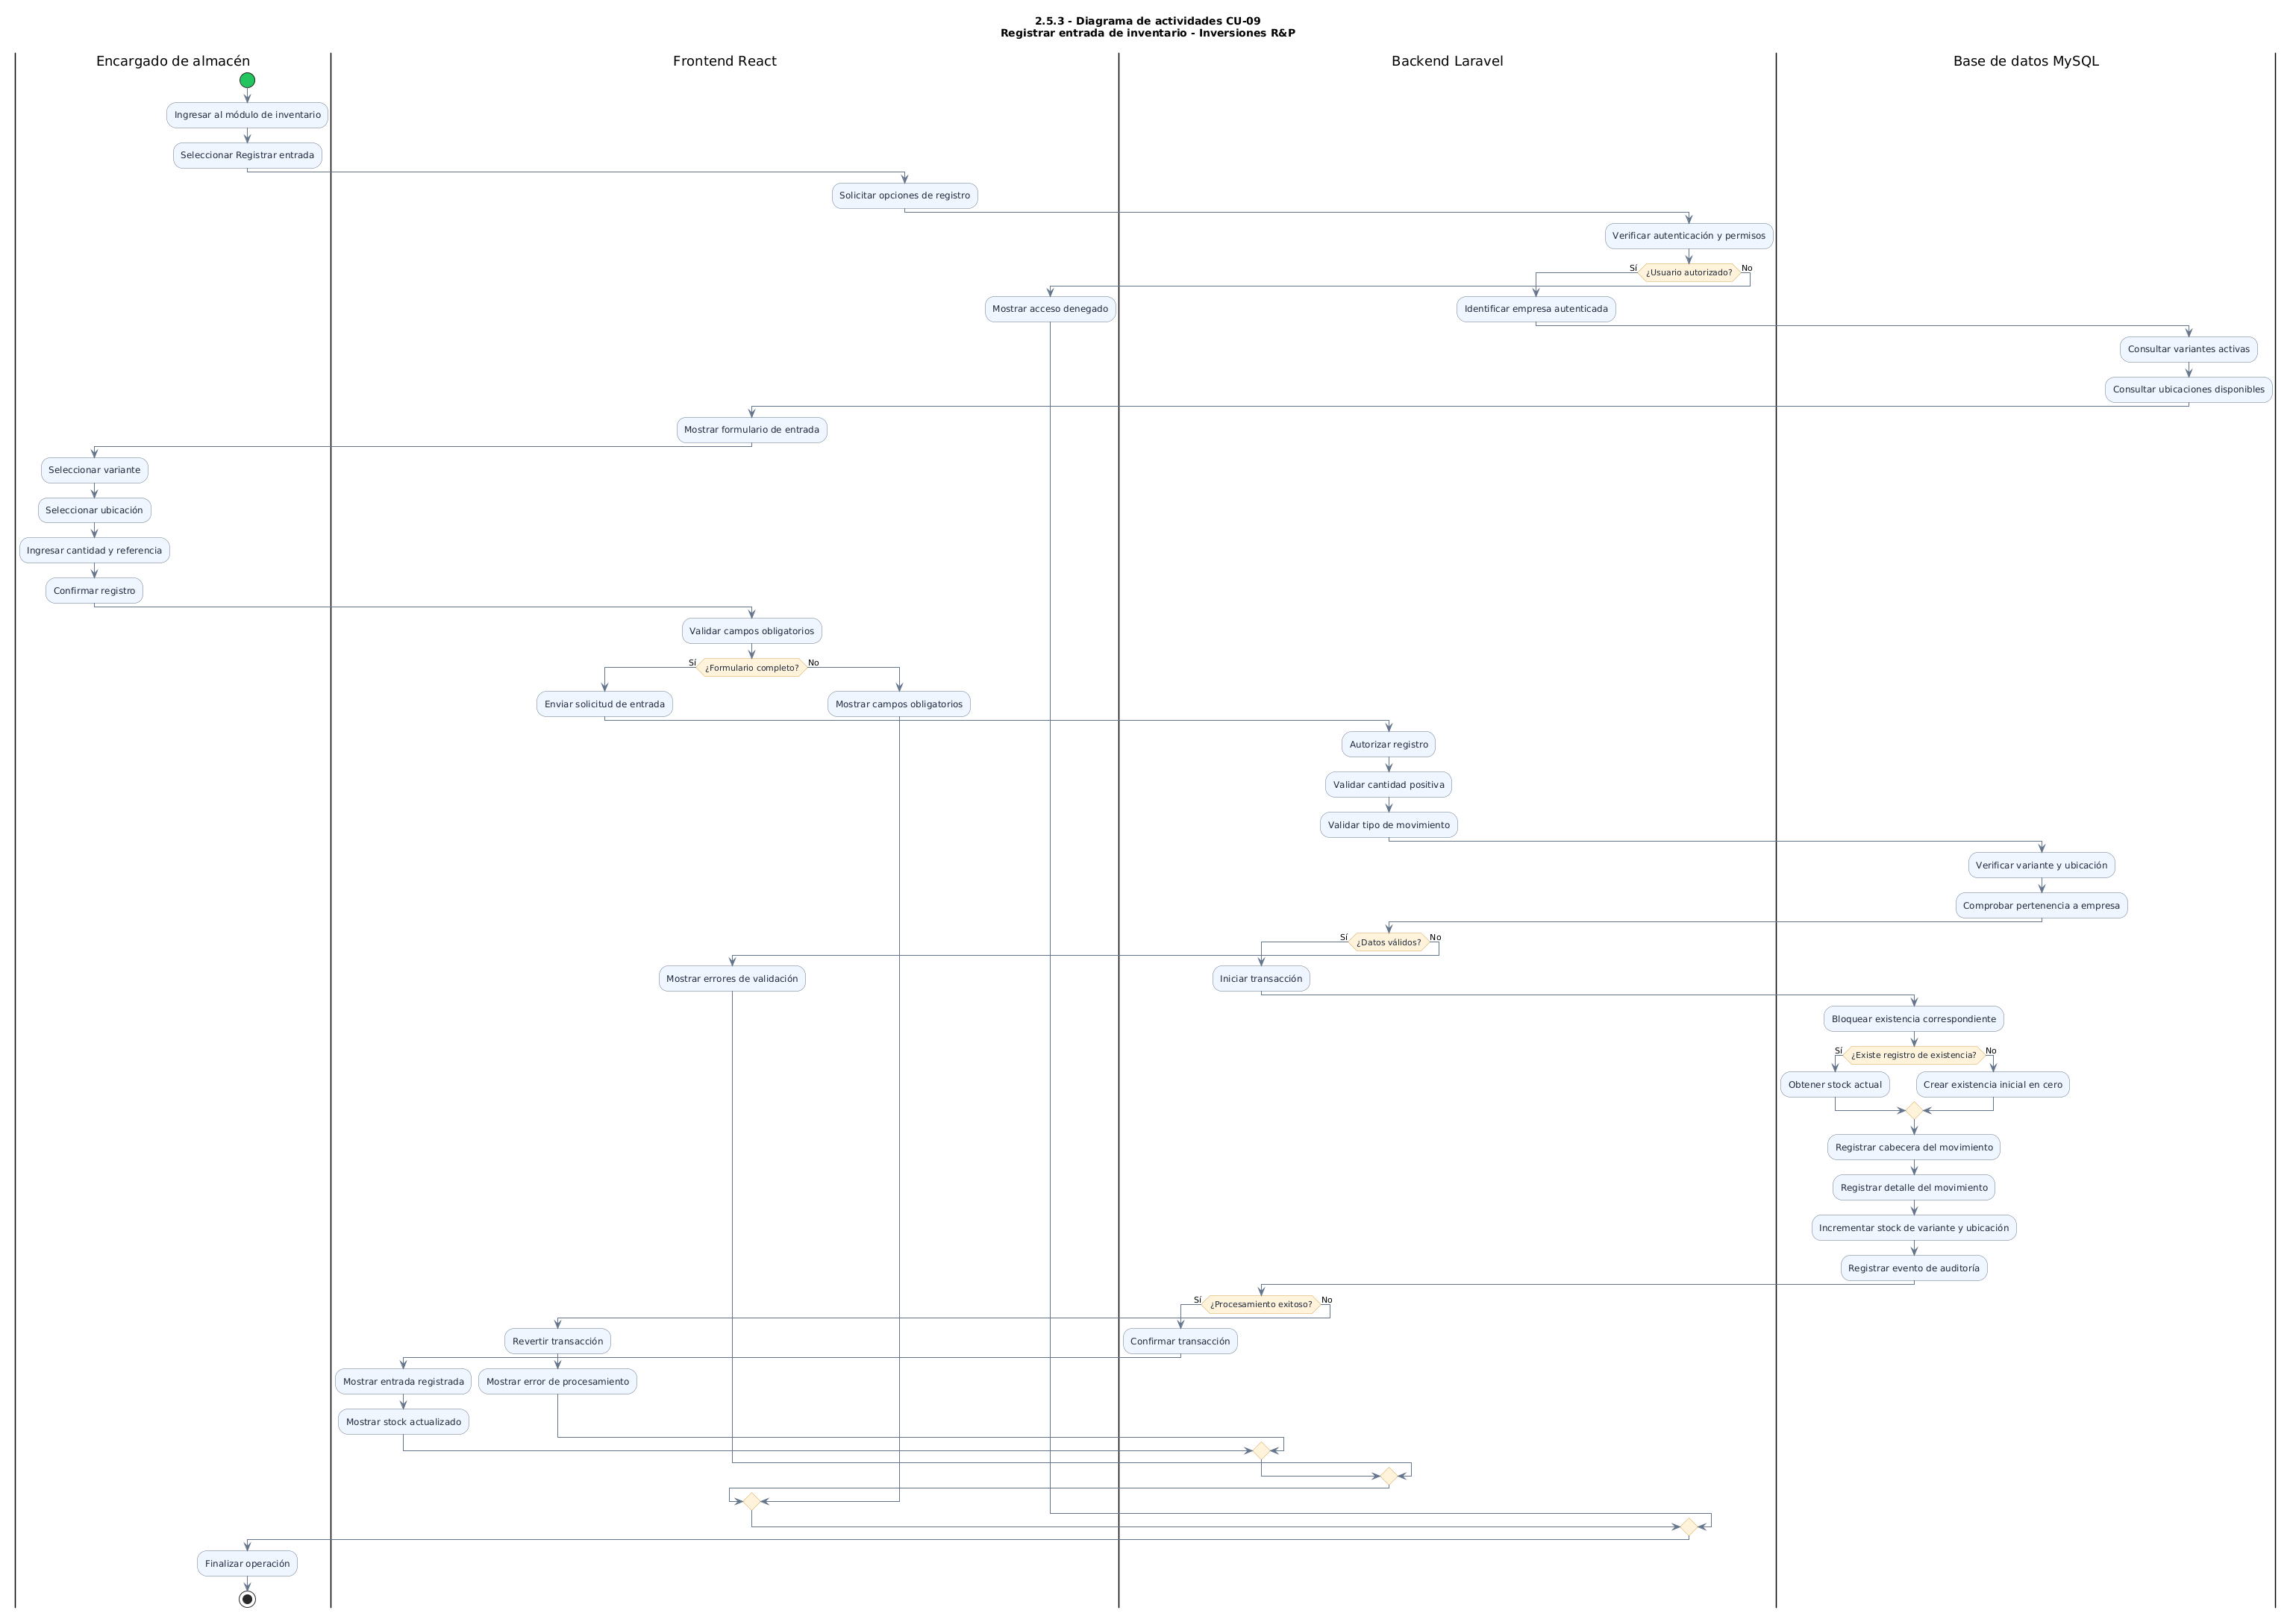 2.5.3 - Diagrama de actividades CU-09
Registrar entrada de inventario - Inversiones R&P
Encargado de almacén
Frontend React
Backend Laravel
Base de datos MySQL
Ingresar al módulo de inventario
Seleccionar Registrar entrada
Solicitar opciones de registro
Verificar autenticación y permisos
Sí
¿Usuario autorizado?
No
Mostrar acceso denegado
Identificar empresa autenticada
Consultar variantes activas
Consultar ubicaciones disponibles
Mostrar formulario de entrada
Seleccionar variante
Seleccionar ubicación
Ingresar cantidad y referencia
Confirmar registro
Validar campos obligatorios
Sí
¿Formulario completo?
No
Enviar solicitud de entrada
Mostrar campos obligatorios
Autorizar registro
Validar cantidad positiva
Validar tipo de movimiento
Verificar variante y ubicación
Comprobar pertenencia a empresa
Sí
¿Datos válidos?
No
Mostrar errores de validación
Iniciar transacción
Bloquear existencia correspondiente
Sí
¿Existe registro de existencia?
No
Obtener stock actual
Crear existencia inicial en cero
Registrar cabecera del movimiento
Registrar detalle del movimiento
Incrementar stock de variante y ubicación
Registrar evento de auditoría
Sí
¿Procesamiento exitoso?
No
Revertir transacción
Confirmar transacción
Mostrar entrada registrada
Mostrar error de procesamiento
Mostrar stock actualizado
Finalizar operación